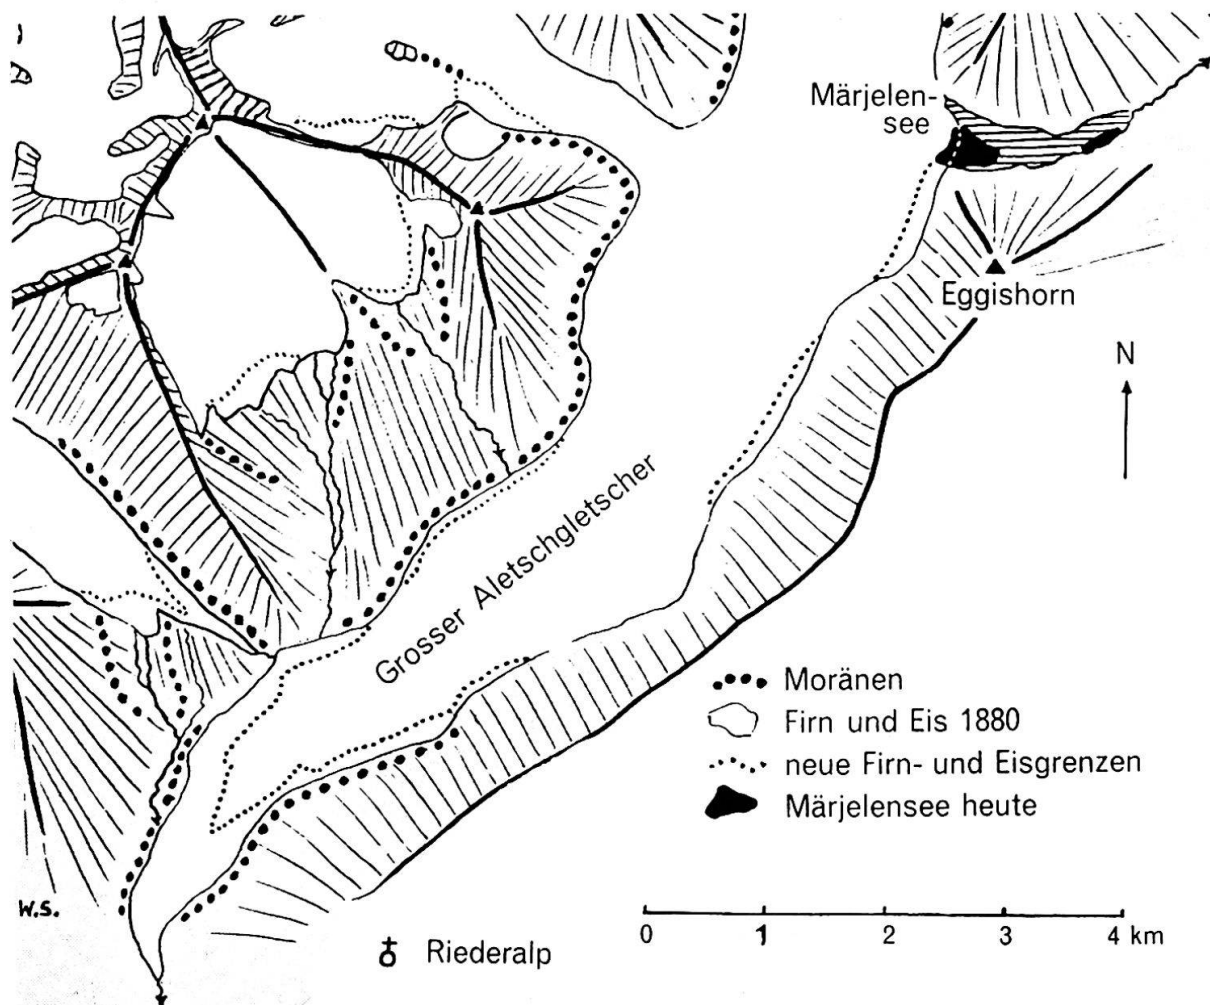 Märjelen-
see
Eggishorn
N
Grosser Aletschgletscher
Moränen
Firn und Eis 1880
neue Firn- und Eisgrenzen
Märjelensee heute
W.S.
0 1 2 3 4 km
Riederalp